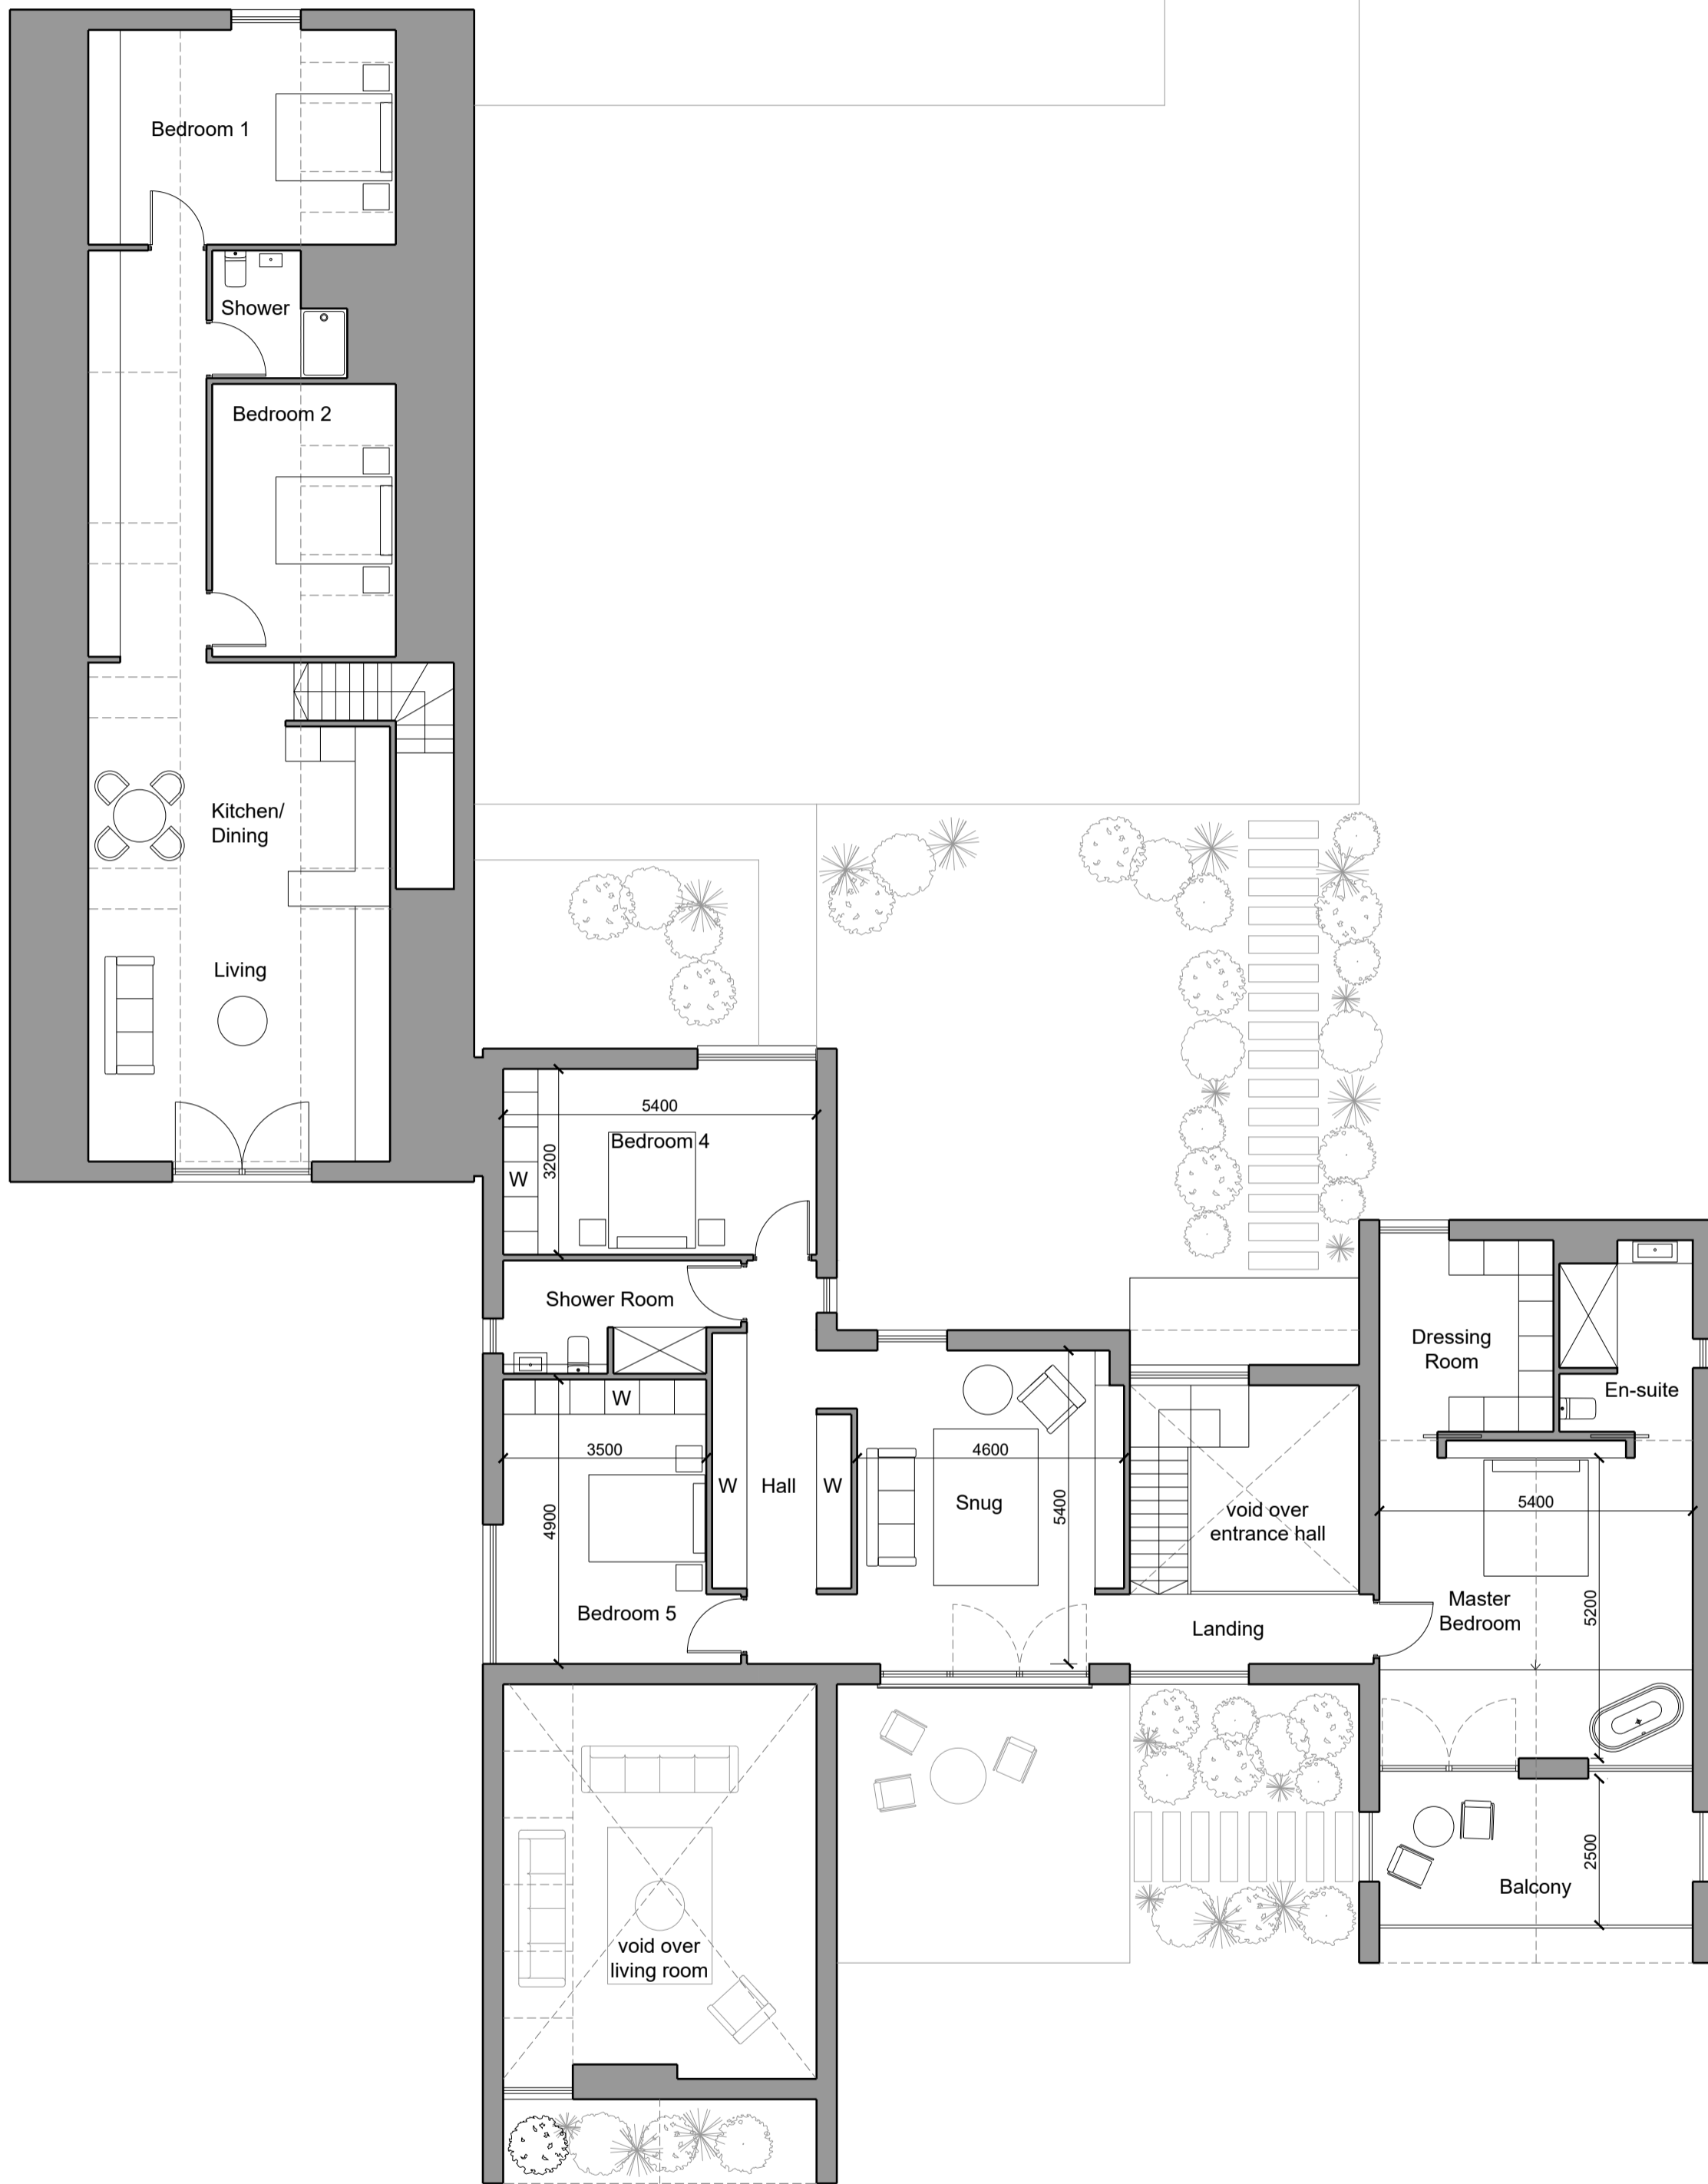 Bedroom 1
Shower
Bedroom 2
Kitchen/
Dining
Living
5400
Bedroom 4
3200
W
Shower Room
W
3500
4900
Bedroom 5
W
Hall
W
4600
Snug
5400
void over
entrance hall
Landing
Dressing
Room
En-suite
5400
Master
Bedroom
5200
2500
Balcony
void over
living room